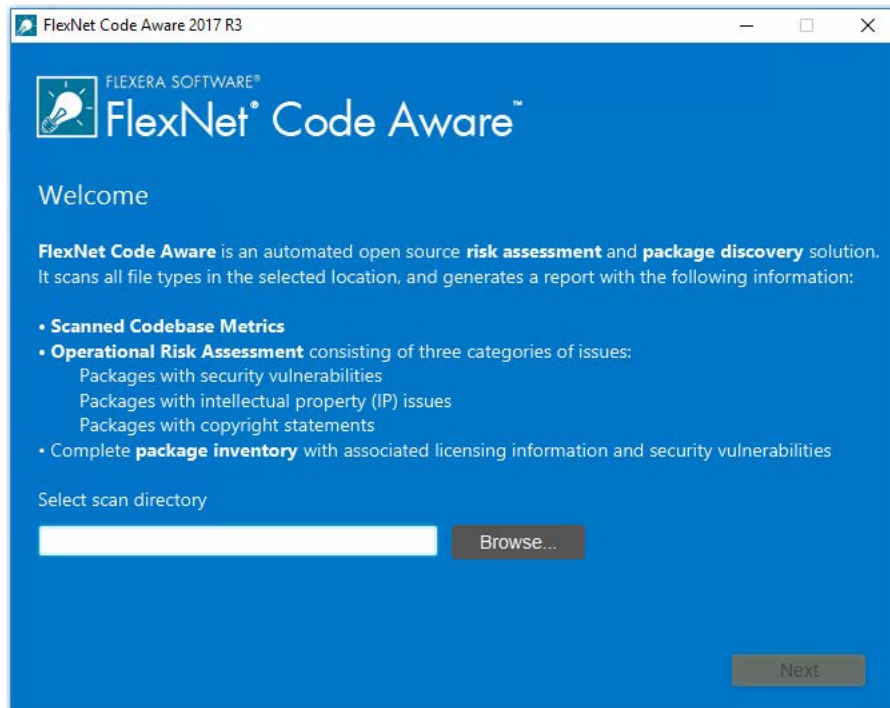 FlexNet Code Aware 2017 R3
FLEXERA SOFTWARE®
FlexNet® Code Aware™
Welcome
FlexNet Code Aware is an automated open source risk assessment and package discovery solution.
It scans all file types in the selected location, and generates a report with the following information:
• Scanned Codebase Metrics
• Operational Risk Assessment consisting of three categories of issues:
Packages with security vulnerabilities
Packages with intellectual property (IP) issues
Packages with copyright statements
• Complete package inventory with associated licensing information and security vulnerabilities
Select scan directory
Browse...
Next